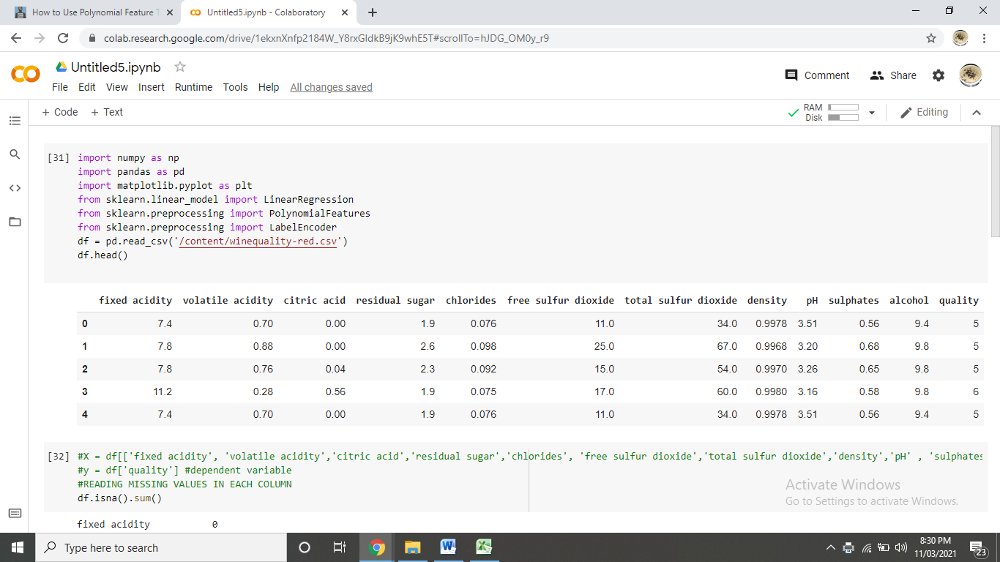 How to Use Polynomial Feature T
Untitled5.ipynb - Colaboratory
colab.research.google.com/drive/1ekxnXnfp2184W_Y8rxGIdkB9jK9whE5T#scrollTo=hJDG_OM0y_r9
Untitled5.ipynb
File Edit View Insert Runtime Tools Help All changes saved
Comment Share
+ Code + Text
RAM
Disk
Editing
[31] import numpy as np
import pandas as pd
import matplotlib.pyplot as plt
from sklearn.linear_model import LinearRegression
from sklearn.preprocessing import PolynomialFeatures
from sklearn.preprocessing import LabelEncoder
df = pd.read_csv('/content/winequality-red.csv')
df.head()
fixed acidity volatile acidity citric acid residual sugar chlorides free sulfur dioxide total sulfur dioxide density pH sulphates alcohol quality
0 7.4 0.70 0.00 1.9 0.076 11.0 34.0 0.9978 3.51 0.56 9.4 5
1 7.8 0.88 0.00 2.6 0.098 25.0 67.0 0.9968 3.20 0.68 9.8 5
2 7.8 0.76 0.04 2.3 0.092 15.0 54.0 0.9970 3.26 0.65 9.8 5
3 11.2 0.28 0.56 1.9 0.075 17.0 60.0 0.9980 3.16 0.58 9.8 6
4 7.4 0.70 0.00 1.9 0.076 11.0 34.0 0.9978 3.51 0.56 9.4 5
[32] #X = df[['fixed acidity', 'volatile acidity','citric acid','residual sugar','chlorides', 'free sulfur dioxide','total sulfur dioxide','density','pH' , 'sulphates
#y = df['quality'] #dependent variable
#READING MISSING VALUES IN EACH COLUMN
df.isna().sum()
Activate Windows
Go to Settings to activate Windows.
fixed acidity 0
Type here to search
8:30 PM
11/03/2021
23